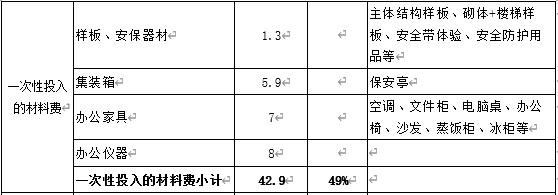 主体结构样板、砌体+楼梯样
样板、安保器材 1.3 板、安全带体验、安全防护用
品等
集装箱 5.9 保安亭
一次性投入
的材料费
办公家具 7 空调、文件柜、电脑桌、办公
椅、沙发、蒸饭柜、冰柜等
办公仪器 8
一次性投入的材料费小计 42.9 49%